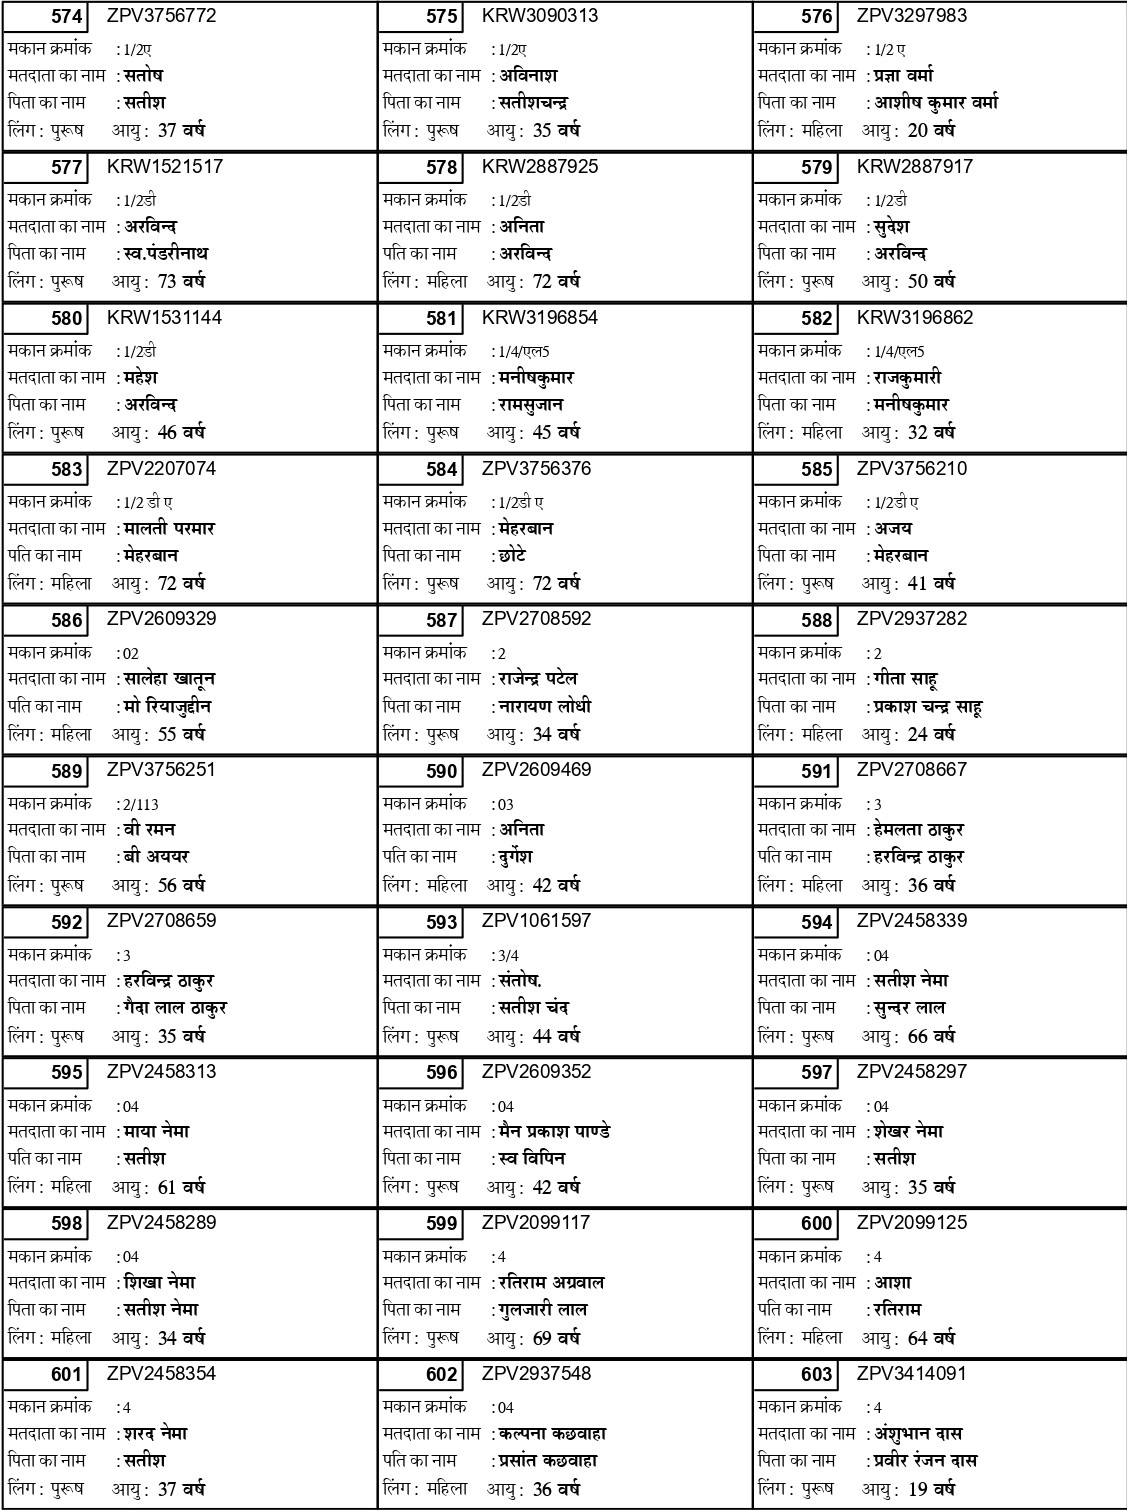 574 ZPV3756772
मकान क्रमांक : 1/2ए
मतदाता का नाम : सतोष
पिता का नाम : सतीश
लिंग : पुरूष आयु : 37 वर्ष
575 KRW3090313
मकान क्रमांक : 1/2ए
मतदाता का नाम : अविनाश
पिता का नाम : सतीशचन्द्र
लिंग : पुरूष आयु : 35 वर्ष
576 ZPV3297983
मकान क्रमांक : 1/2 ए
मतदाता का नाम : प्रज्ञा वर्मा
पिता का नाम : आशीष कुमार वर्मा
लिंग : महिला आयु : 20 वर्ष
577 KRW1521517
मकान क्रमांक : 1/2डी
मतदाता का नाम : अरविन्द
पिता का नाम : स्व.पंडरीनाथ
लिंग : पुरूष आयु : 73 वर्ष
578 KRW2887925
मकान क्रमांक : 1/2डी
मतदाता का नाम : अनिता
पति का नाम : अरविन्द
लिंग : महिला आयु : 72 वर्ष
579 KRW2887917
मकान क्रमांक : 1/2डी
मतदाता का नाम : सुदेश
पिता का नाम : अरविन्द
लिंग : पुरूष आयु : 50 वर्ष
580 KRW1531144
मकान क्रमांक : 1/2डी
मतदाता का नाम : महेश
पिता का नाम : अरविन्द
लिंग : पुरूष आयु : 46 वर्ष
581 KRW3196854
मकान क्रमांक : 1/4/एल5
मतदाता का नाम : मनीषकुमार
पिता का नाम : रामसुजान
लिंग : पुरूष आयु : 45 वर्ष
582 KRW3196862
मकान क्रमांक : 1/4/एल5
मतदाता का नाम : राजकुमारी
पिता का नाम : मनीषकुमार
लिंग : महिला आयु : 32 वर्ष
583 ZPV2207074
मकान क्रमांक : 1/2 डी ए
मतदाता का नाम : मालती परमार
पति का नाम : मेहरबान
लिंग : महिला आयु : 72 वर्ष
584 ZPV3756376
मकान क्रमांक : 1/2डी ए
मतदाता का नाम : मेहरबान
पिता का नाम : छोटे
लिंग : पुरूष आयु : 72 वर्ष
585 ZPV3756210
मकान क्रमांक : 1/2डी ए
मतदाता का नाम : अजय
पिता का नाम : मेहरबान
लिंग : पुरूष आयु : 41 वर्ष
586 ZPV2609329
मकान क्रमांक : 02
मतदाता का नाम : सालेहा खातून
पति का नाम : मो रियाजुद्दीन
लिंग : महिला आयु : 55 वर्ष
587 ZPV2708592
मकान क्रमांक : 2
मतदाता का नाम : राजेन्द्र पटेल
पिता का नाम : नारायण लोधी
लिंग : पुरूष आयु : 34 वर्ष
588 ZPV2937282
मकान क्रमांक : 2
मतदाता का नाम : गीता साहू
पिता का नाम : प्रकाश चन्द्र साहू
लिंग : महिला आयु : 24 वर्ष
589 ZPV3756251
मकान क्रमांक : 2/113
मतदाता का नाम : वी रमन
पिता का नाम : बी अययर
लिंग : पुरूष आयु : 56 वर्ष
590 ZPV2609469
मकान क्रमांक : 03
मतदाता का नाम : अनिता
पति का नाम : दुर्गेश
लिंग : महिला आयु : 42 वर्ष
591 ZPV2708667
मकान क्रमांक : 3
मतदाता का नाम : हेमलता ठाकुर
पति का नाम : हरविन्द्र ठाकुर
लिंग : महिला आयु : 36 वर्ष
592 ZPV2708659
मकान क्रमांक : 3
मतदाता का नाम : हरविन्द्र ठाकुर
पिता का नाम : गैदा लाल ठाकुर
लिंग : पुरूष आयु : 35 वर्ष
593 ZPV1061597
मकान क्रमांक : 3/4
मतदाता का नाम : संतोष.
पिता का नाम : सतीश चंद
लिंग : पुरूष आयु : 44 वर्ष
594 ZPV2458339
मकान क्रमांक : 04
मतदाता का नाम : सतीश नेमा
पिता का नाम : सुन्दर लाल
लिंग : पुरूष आयु : 66 वर्ष
595 ZPV2458313
मकान क्रमांक : 04
मतदाता का नाम : माया नेमा
पति का नाम : सतीश
लिंग : महिला आयु : 61 वर्ष
596 ZPV2609352
मकान क्रमांक : 04
मतदाता का नाम : मैन प्रकाश पाण्डे
पिता का नाम : स्व विपिन
लिंग : पुरूष आयु : 42 वर्ष
597 ZPV2458297
मकान क्रमांक : 04
मतदाता का नाम : शेखर नेमा
पिता का नाम : सतीश
लिंग : पुरूष आयु : 35 वर्ष
598 ZPV2458289
मकान क्रमांक : 04
मतदाता का नाम : शिखा नेमा
पिता का नाम : सतीश नेमा
लिंग : महिला आयु : 34 वर्ष
599 ZPV2099117
मकान क्रमांक : 4
मतदाता का नाम : रतिराम अग्रवाल
पिता का नाम : गुलजारी लाल
लिंग : पुरूष आयु : 69 वर्ष
600 ZPV2099125
मकान क्रमांक : 4
मतदाता का नाम : आशा
पति का नाम : रतिराम
लिंग : महिला आयु : 64 वर्ष
601 ZPV2458354
मकान क्रमांक : 4
मतदाता का नाम : शरद नेमा
पिता का नाम : सतीश
लिंग : पुरूष आयु : 37 वर्ष
602 ZPV2937548
मकान क्रमांक : 04
मतदाता का नाम : कल्पना कछवाहा
पति का नाम : प्रसांत कछवाहा
लिंग : महिला आयु : 36 वर्ष
603 ZPV3414091
मकान क्रमांक : 4
मतदाता का नाम : अंशुभान दास
पिता का नाम : प्रवीर रंजन दास
लिंग : पुरूष आयु : 19 वर्ष